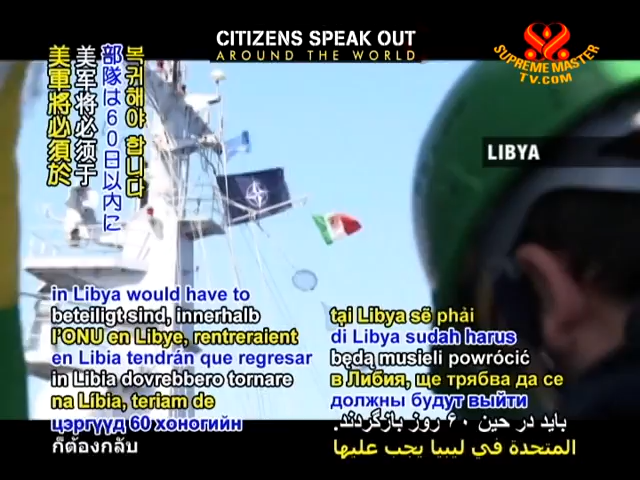 CITIZENS SPEAK OUT
AROUND THE WORLD
SUPREME MASTER
TV.COM
LIBYA
복귀해야 합니다.
部隊は60日以内に
美军将必须于
美軍將必須於
in Libya would have to
beteiligt sind, innerhalb
l'ONU en Libye, rentreraient
en Libia tendrán que regresar
in Libia dovrebbero tornare
na Líbia, teriam de
цэргүүд 60 хоногийн
ก็ต้องกลับ
tại Libya sẽ phải
di Libya sudah harus
będą musieli powrócić
в Либия, ще трябва да се
должны будут выйти
باید در حین ۶۰ روز بازگردند.
المتحدة في ليبيا يجب عليها